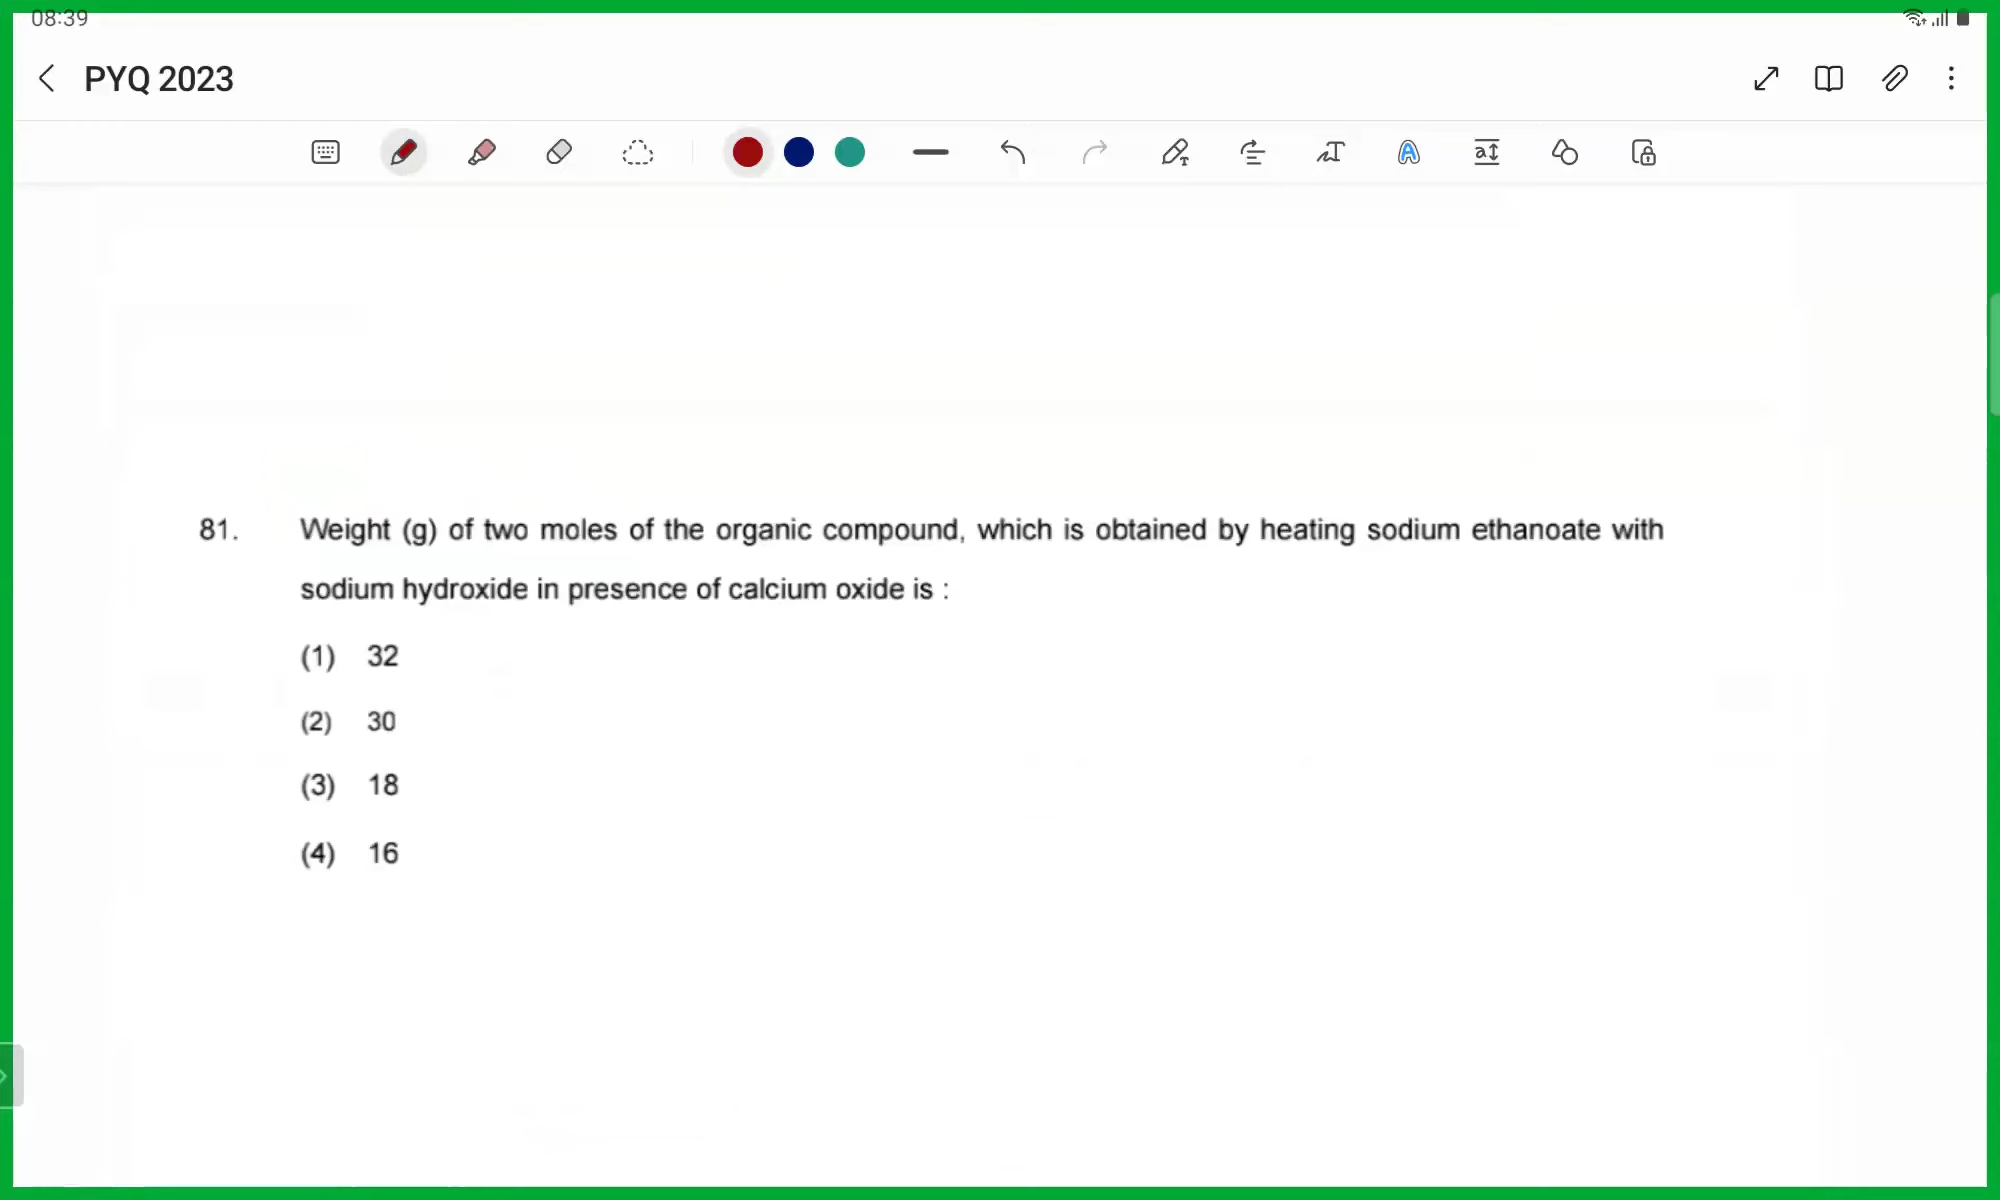 08:39
PYQ 2023
81. Weight (g) of two moles of the organic compound, which is obtained by heating sodium ethanoate with
sodium hydroxide in presence of calcium oxide is :
(1) 32
(2) 30
(3) 18
(4) 16